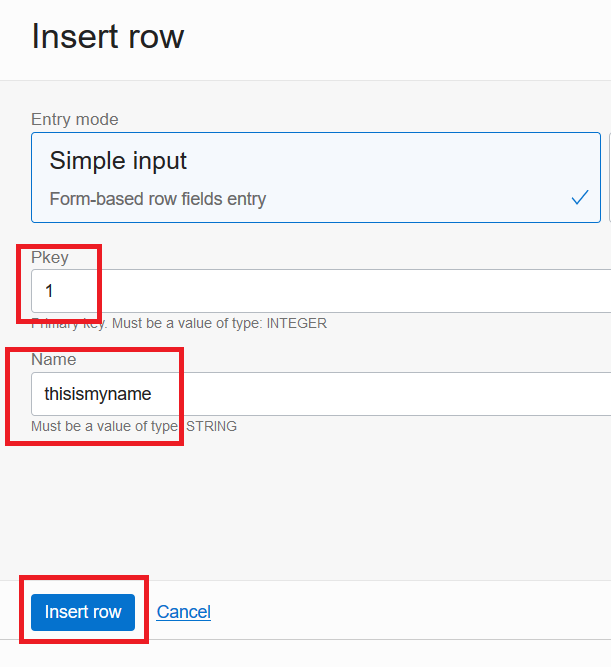 Insert row
Entry mode
Simple input
Form-based row fields entry
Pkey
1
Primary key. Must be a value of type: INTEGER
Name
thisismyname
Must be a value of type: STRING
Insert row Cancel